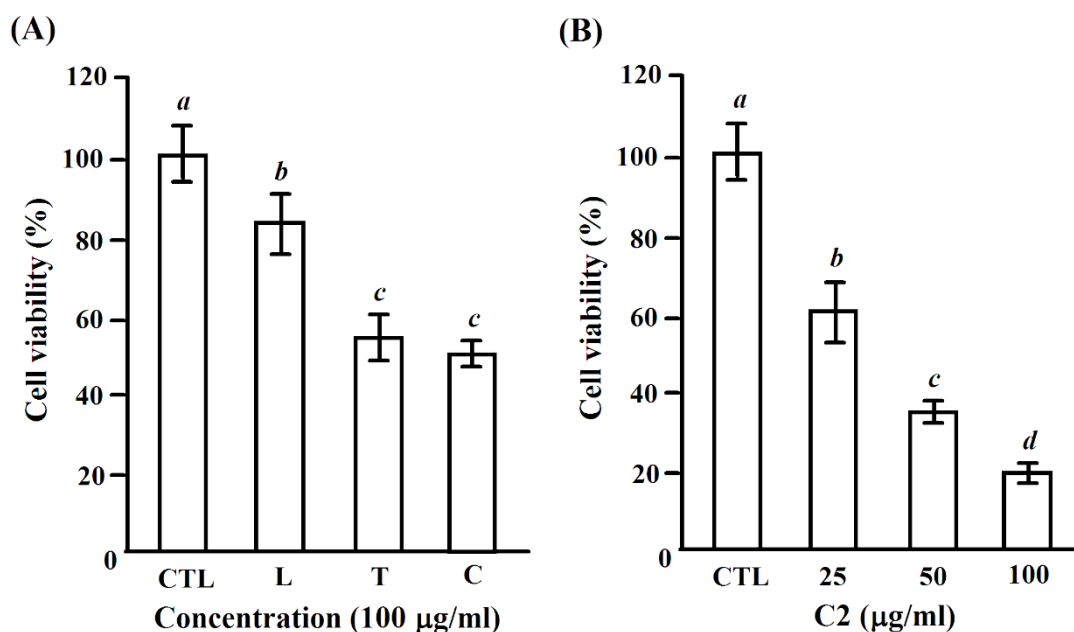 (A)
120
100
80
60
40
20
0
Cell viability (%)
a
b
c
c
CTL L T C
Concentration (100 µg/ml)
(B)
120
100
80
60
40
20
0
Cell viability (%)
a
b
c
d
CTL 25 50 100
C2 (µg/ml)